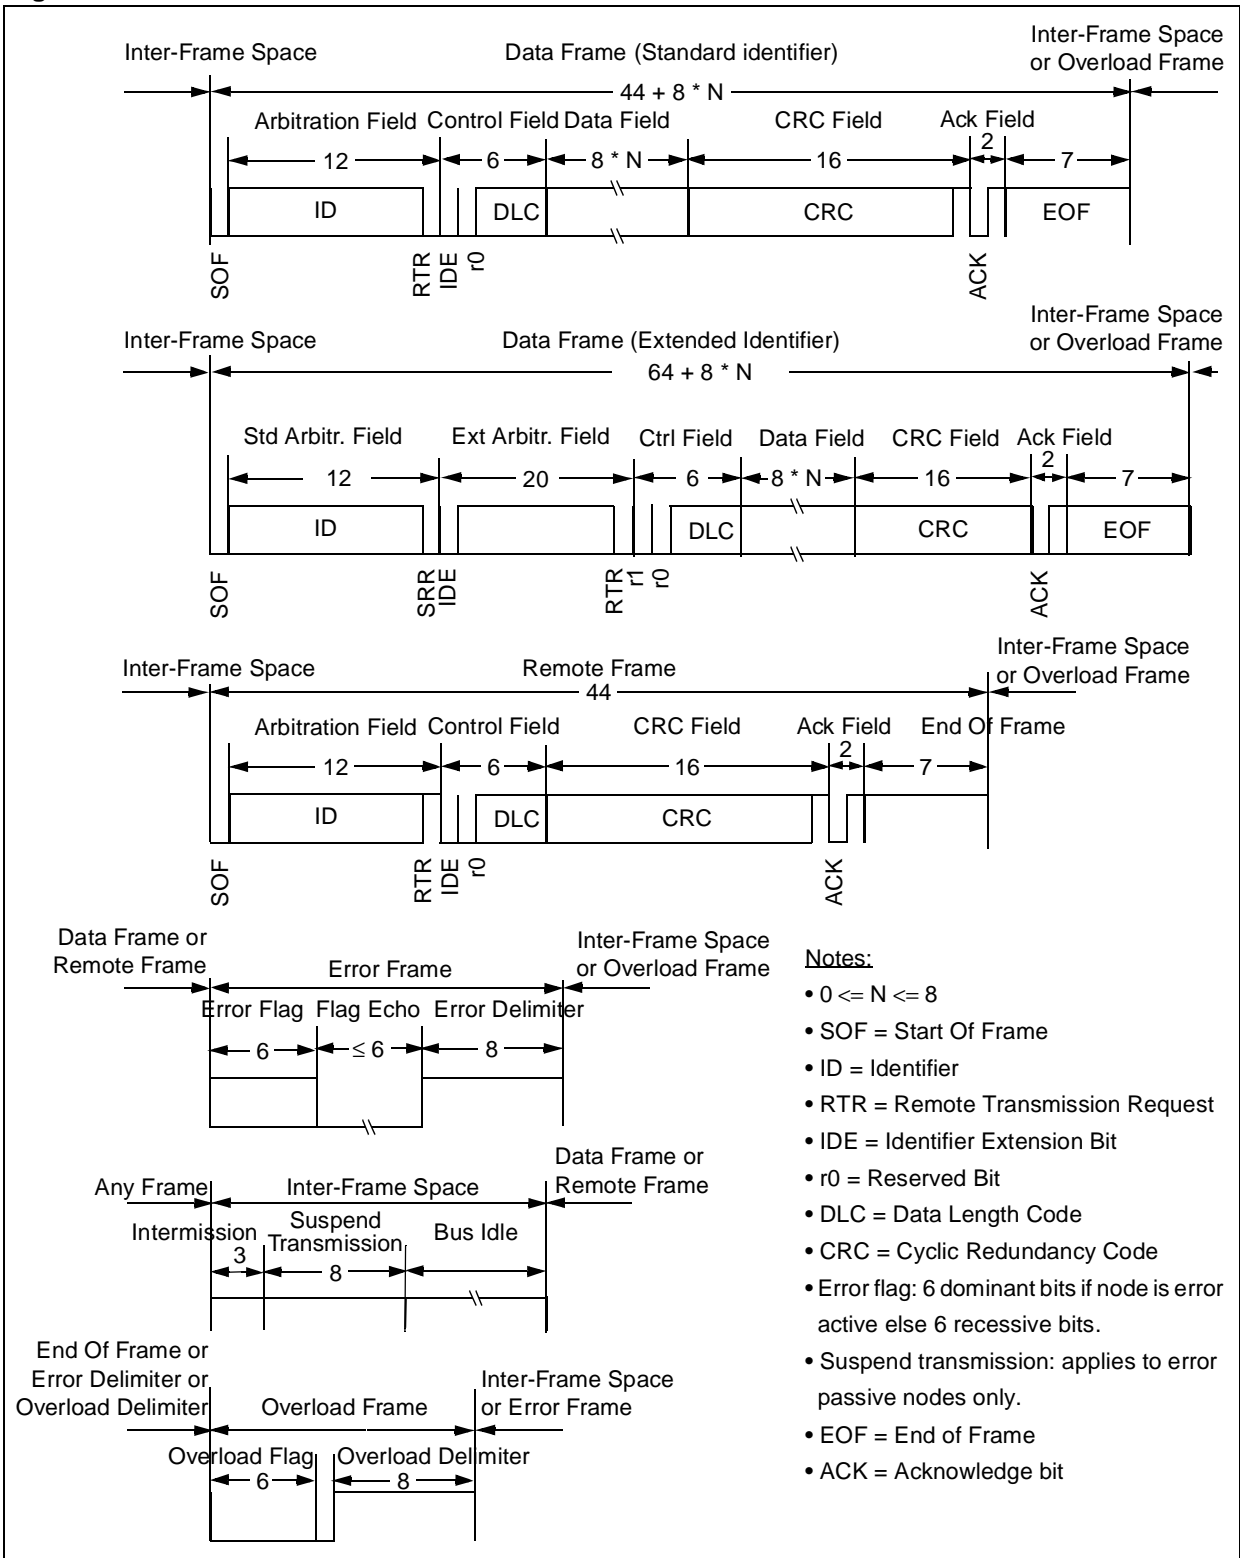 Inter-Frame Space
Data Frame (Standard identifier)
Inter-Frame Space
or Overload Frame
44 + 8 * N
Arbitration Field
Control Field
Data Field
CRC Field
Ack Field
12
6
8 * N
16
2
7
ID
DLC
CRC
EOF
SOF
RTR
IDE
r0
ACK
Inter-Frame Space
Data Frame (Extended Identifier)
Inter-Frame Space
or Overload Frame
64 + 8 * N
Std Arbitr. Field
Ext Arbitr. Field
Ctrl Field
Data Field
CRC Field
Ack Field
12
20
6
8 * N
16
2
7
ID
DLC
CRC
EOF
SOF
SRR
IDE
RTR
r1
r0
ACK
Inter-Frame Space
Remote Frame
Inter-Frame Space
or Overload Frame
44
Arbitration Field
Control Field
CRC Field
Ack Field
End Of Frame
12
6
16
2
7
ID
DLC
CRC
SOF
RTR
IDE
r0
ACK
Data Frame or
Remote Frame
Error Frame
Inter-Frame Space
or Overload Frame
Error Flag
Flag Echo
Error Delimiter
6
≤ 6
8
Any Frame
Inter-Frame Space
Data Frame or
Remote Frame
Intermission
Suspend
Transmission
Bus Idle
3
8
End Of Frame or
Error Delimiter or
Overload Delimiter
Overload Frame
Inter-Frame Space
or Error Frame
Overload Flag
Overload Delimiter
6
8
Notes:
• 0 <= N <= 8
• SOF = Start Of Frame
• ID = Identifier
• RTR = Remote Transmission Request
• IDE = Identifier Extension Bit
• r0 = Reserved Bit
• DLC = Data Length Code
• CRC = Cyclic Redundancy Code
• Error flag: 6 dominant bits if node is error
active else 6 recessive bits.
• Suspend transmission: applies to error
passive nodes only.
• EOF = End of Frame
• ACK = Acknowledge bit